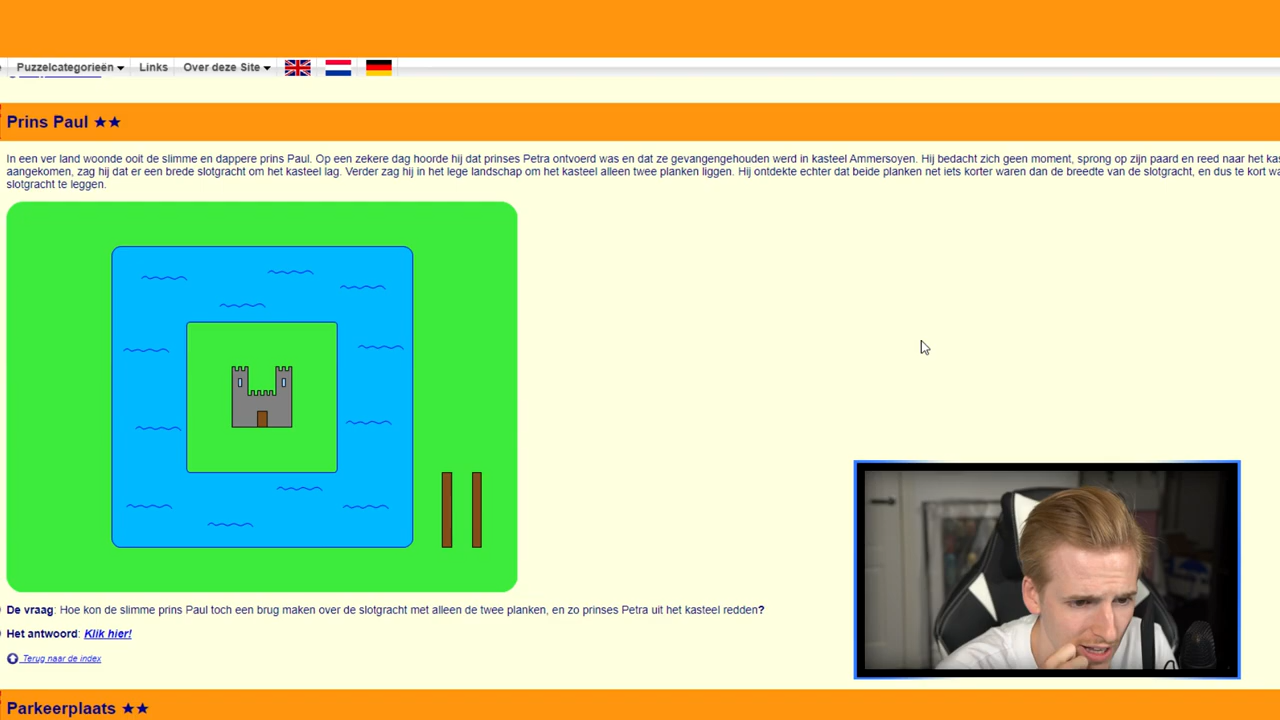 Puzzelcategorieën Links Over deze Site
Prins Paul ★★
In een ver land woonde ooit de slimme en dappere prins Paul. Op een zekere dag hoorde hij dat prinses Petra ontvoerd was en dat ze gevangengehouden werd in kasteel Ammersoyen. Hij bedacht zich geen moment, sprong op zijn paard en reed naar het
aangekomen, zag hij dat er een brede slotgracht om het kasteel lag. Verder zag hij in het lege landschap om het kasteel alleen twee planken liggen. Hij ontdekte echter dat beide planken net iets korter waren dan de breedte van de slotgracht, en dus te kort
slotgracht te leggen.
De vraag: Hoe kon de slimme prins Paul toch een brug maken over de slotgracht met alleen de twee planken, en zo prinses Petra uit het kasteel redden?
Het antwoord: Klik hier!
Terug naar de index
Parkeerplaats ★★